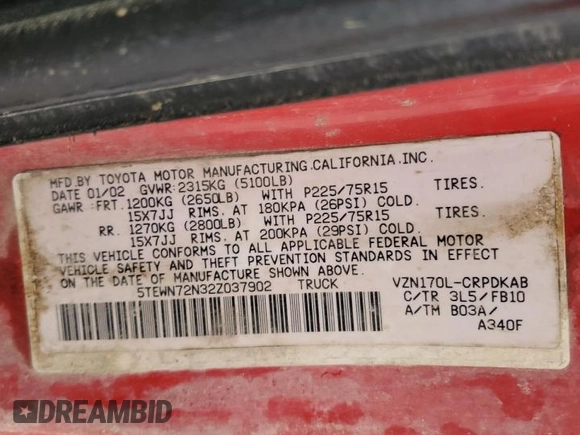 MFD.BY TOYOTA MOTOR MANUFACTURING.CALIFORNIA.INC.
DATE 01/02 GVWR:2315KG (5100LB)
GAWR:FRT.1200KG (2650LB) WITH P225/75R15 TIRES.
15X7JJ RIMS. AT 180KPA (26PSI) COLD.
RR. 1270KG (2800LB) WITH P225/75R15 TIRES.
15X7JJ RIMS. AT 200KPA (29PSI) COLD.
THIS VEHICLE CONFORMS TO ALL APPLICABLE FEDERAL MOTOR
VEHICLE SAFETY AND THEFT PREVENTION STANDARDS IN EFFECT
ON THE DATE OF MANUFACTURE SHOWN ABOVE.
5TEWN72N32Z037902 TRUCK VZN170L-CRPDKAB
C/TR 3L5/FB10
A/TM B03A/
A340F
DREAMBID